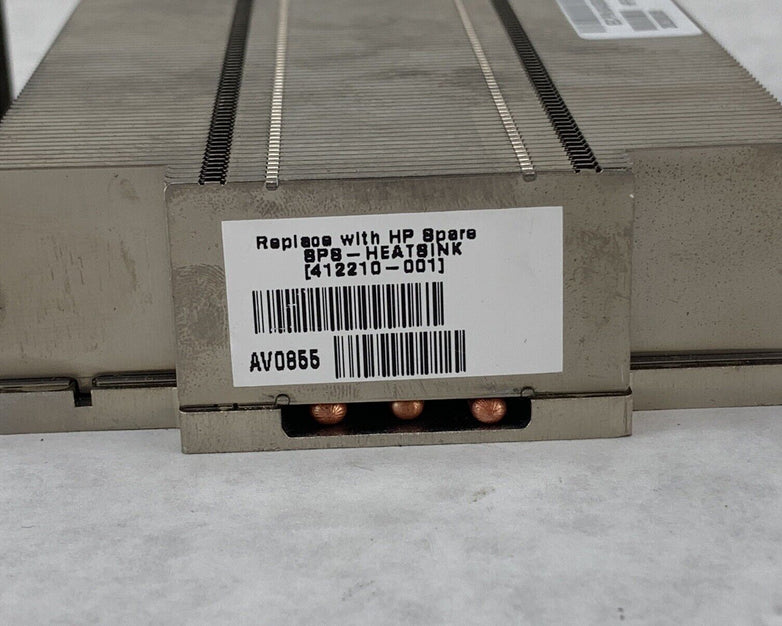 Replace with HP Spare
SPS-HEATSINK
[412210-001]
AV0855